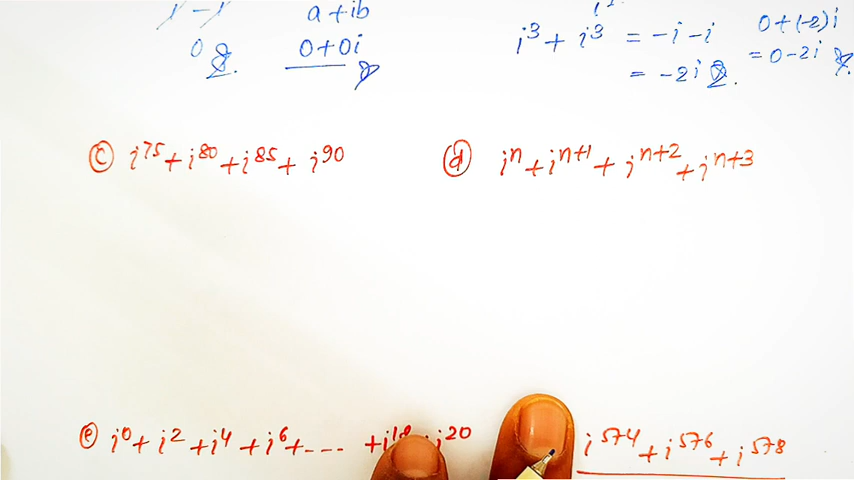 a + ib
0
0 + 0i
i³ + i³ = -i - i
= -2i
0 + (-2)i
= 0 - 2i
(c) i⁷⁵ + i⁸⁰ + i⁸⁵ + i⁹⁰
(d) iⁿ + iⁿ⁺¹ + iⁿ⁺² + iⁿ⁺³
(e) i⁰ + i² + i⁴ + i⁶ + .... + i¹⁸ + i²⁰
i⁵⁷⁴ + i⁵⁷⁶ + i⁵⁷⁸